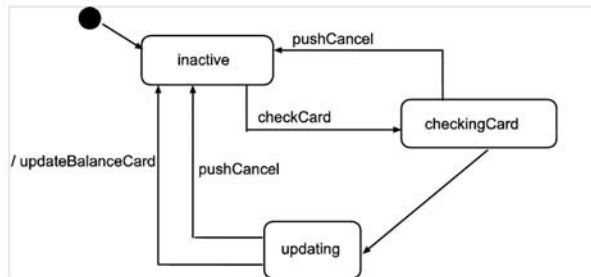 pushCancel
inactive
checkCard
checkingCard
/ updateBalanceCard
pushCancel
updating